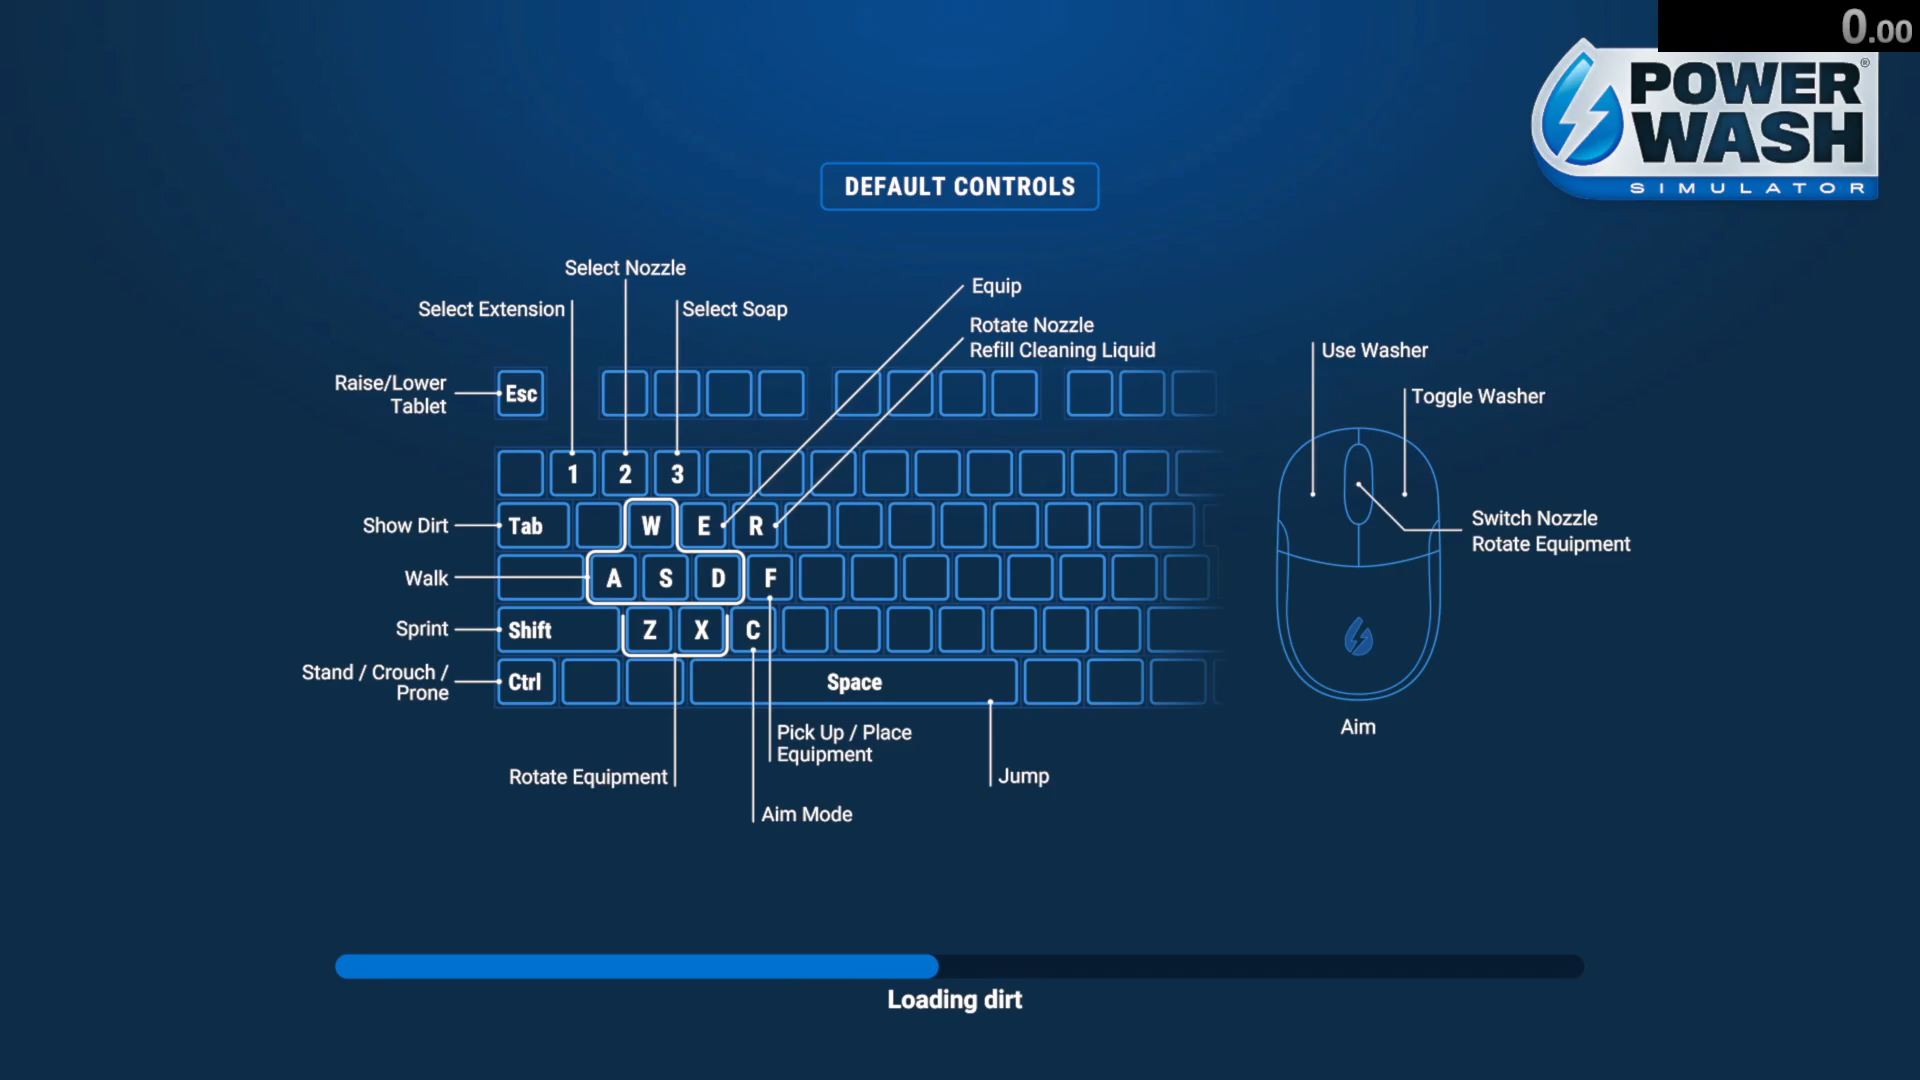 0.00
POWER®
WASH
SIMULATOR
DEFAULT CONTROLS
Select Nozzle
Select Extension
Select Soap
Equip
Rotate Nozzle
Refill Cleaning Liquid
Raise/Lower
Tablet
Esc
Use Washer
Toggle Washer
1 2 3
Show Dirt
Tab W E R
Switch Nozzle
Rotate Equipment
Walk
A S D F
Sprint
Shift Z X C
Stand / Crouch /
Prone
Ctrl Space
Aim
Pick Up / Place
Equipment
Rotate Equipment
Jump
Aim Mode
Loading dirt